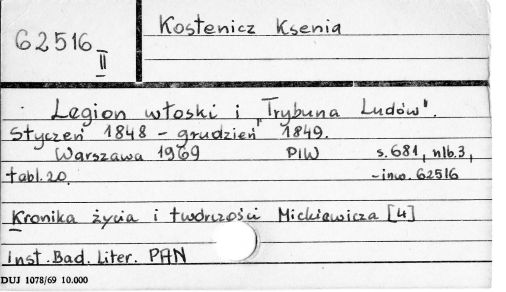 62516
II
Kostenicz Ksenia
Legion włoski i „Trybuna Ludów".
Styczeń 1848 - grudzień 1849.
Warszawa 1969 PIW s. 681, nlb. 3,
tabl. 20. - inw. 62516
Kronika życia i twórczości Mickiewicza [4]
Inst. Bad. Liter. PAN
DUJ 1078/69 10.000